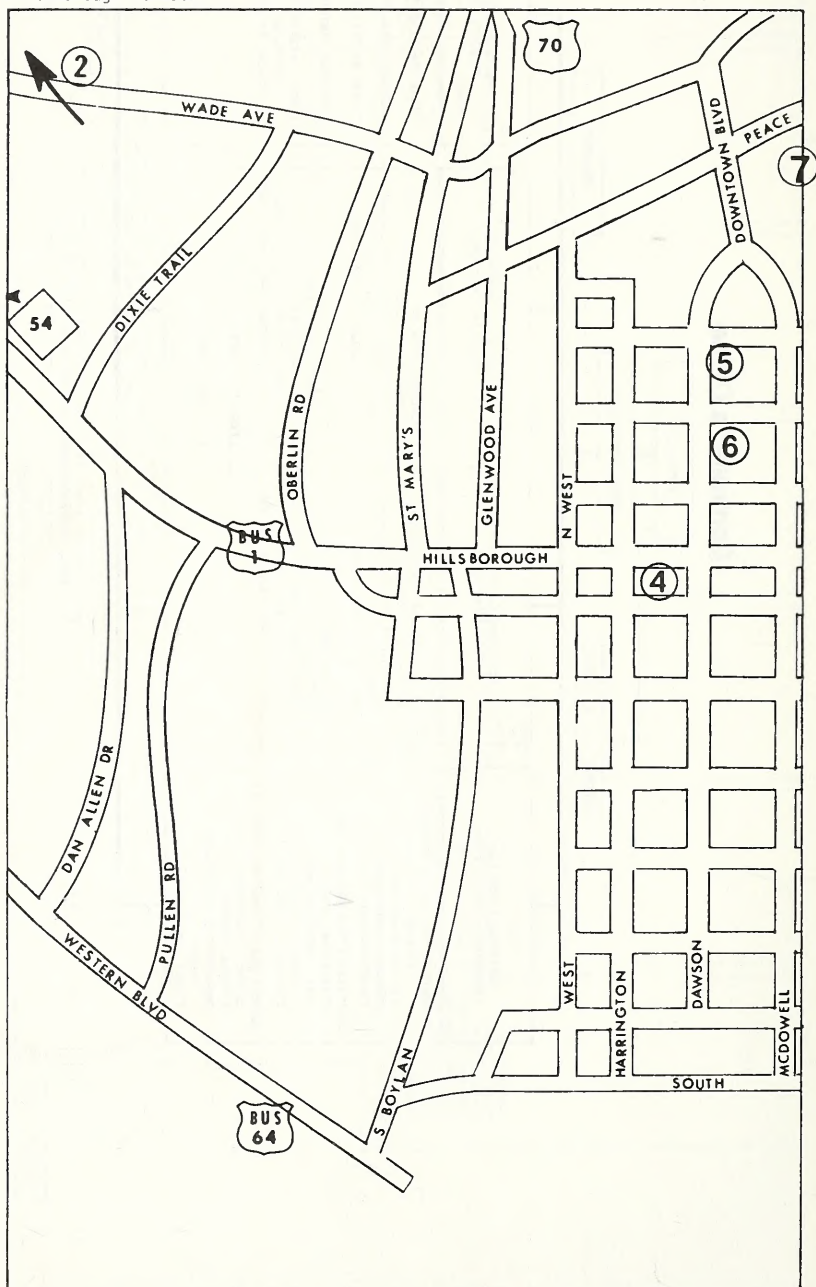 70
2
WADE AVE
DOWNTOWN BLVD
PEACE
7
DIXIE TRAIL
54
5
OBERLIN RD
ST MARY'S
GLENWOOD AVE
N WEST
6
BUS
1
HILLSBOROUGH
4
DAN ALLEN DR
PULLEN RD
WESTERN BLVD
WEST
HARRINGTON
DAWSON
MCDOWELL
S BOYLAN
SOUTH
BUS
64